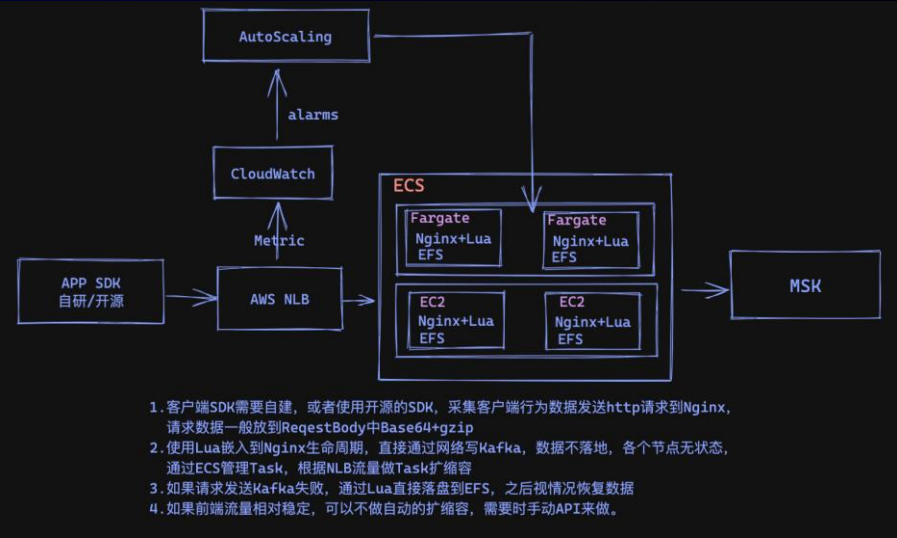 AutoScaling
alarms
CloudWatch
Metric
APP SDK
自研/开源
AWS NLB
ECS
Fargate
Nginx+Lua
EFS
Fargate
Nginx+Lua
EFS
EC2
Nginx+Lua
EFS
EC2
Nginx+Lua
EFS
MSK
1.客户端SDK需要自建，或者使用开源的SDK，采集客户端行为数据发送http请求到Nginx，
请求数据一般放到ReqestBody中Base64+gzip
2.使用Lua嵌入到Nginx生命周期，直接通过网络写Kafka，数据不落地，各个节点无状态，
通过ECS管理Task，根据NLB流量做Task扩缩容
3.如果请求发送Kafka失败，通过Lua直接落盘到EFS，之后视情况恢复数据
4.如果前端流量相对稳定，可以不做自动的扩缩容，需要时手动API来做。